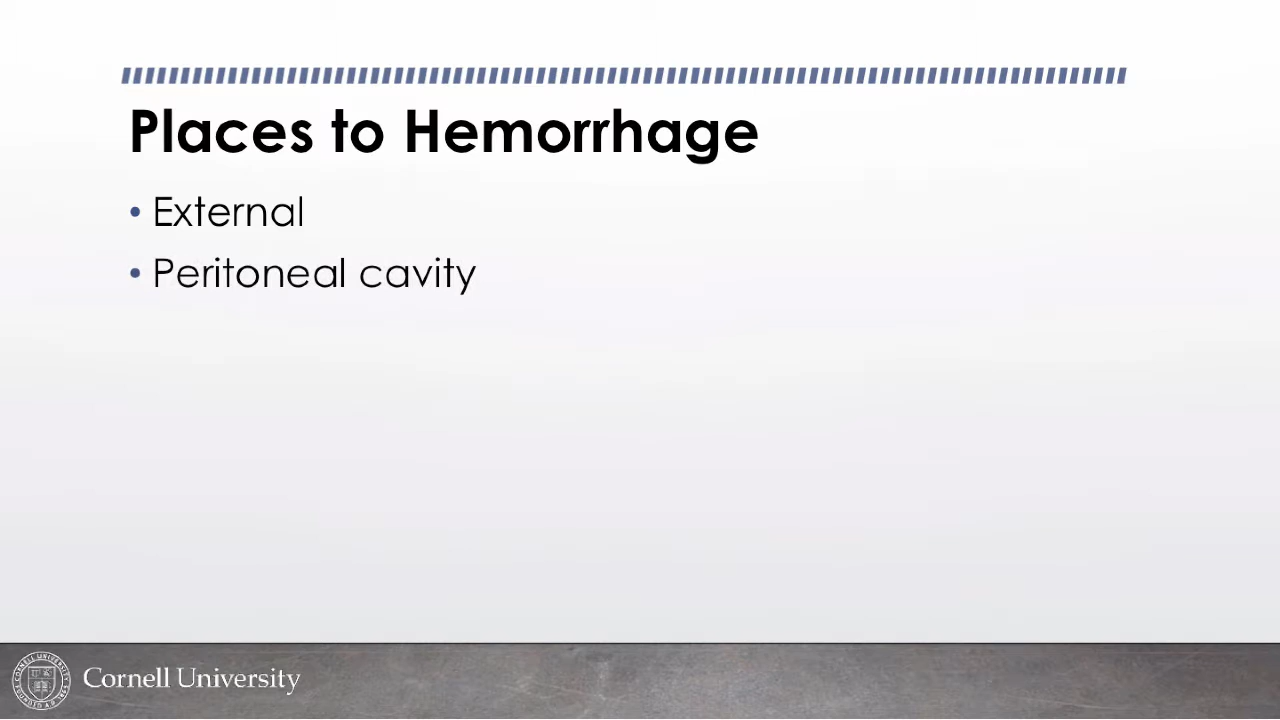 Places to Hemorrhage
• External
• Peritoneal cavity
Cornell University